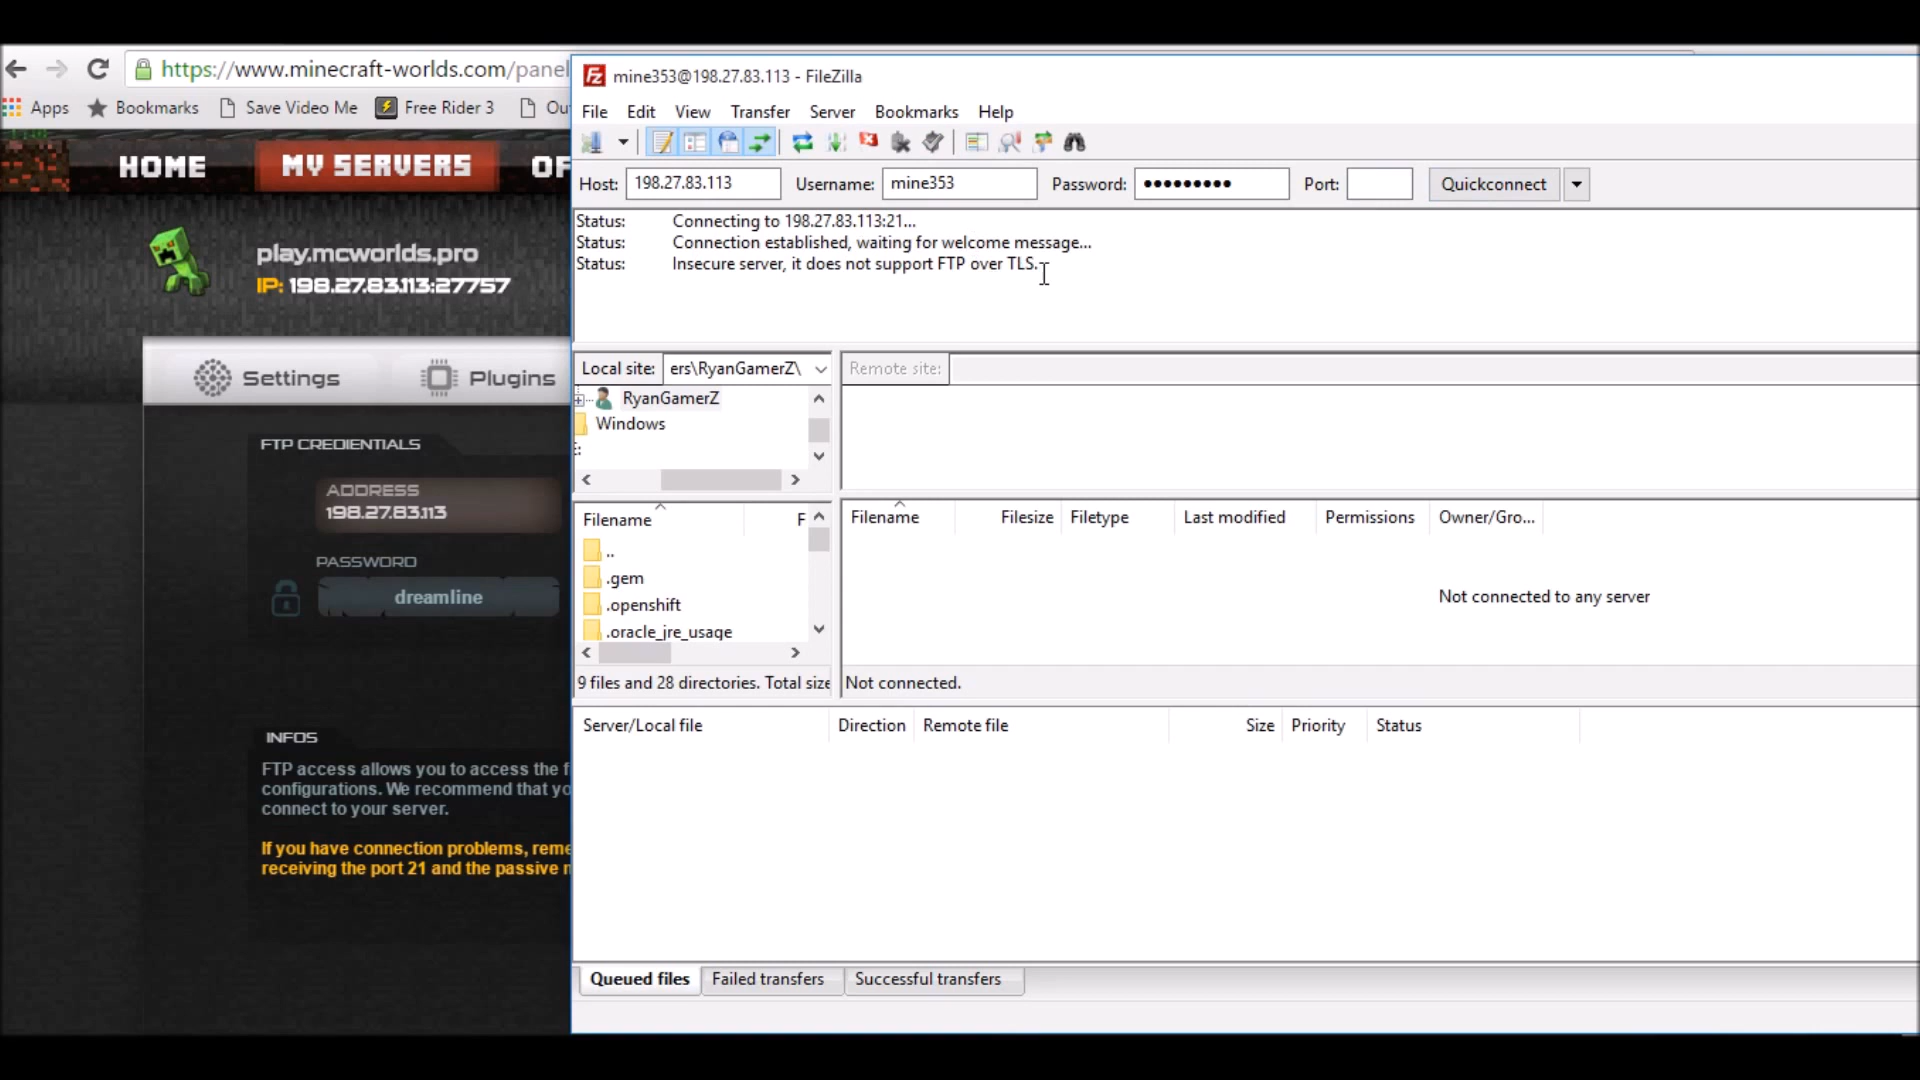 https://www.minecraft-worlds.com/panel
Apps
Bookmarks
Save Video Me
Free Rider 3
Ou
HOME
MY SERVERS
OF
play.mcworlds.pro
IP: 198.27.83.113:27757
Settings
Plugins
FTP CREDENTIALS
ADDRESS
198.27.83.113
PASSWORD
dreamline
INFOS
FTP access allows you to access the f
configurations. We recommend that yo
connect to your server.
If you have connection problems, reme
receiving the port 21 and the passive n
mine353@198.27.83.113 - FileZilla
File Edit View Transfer Server Bookmarks Help
Host: 198.27.83.113 Username: mine353 Password: ●●●●●●●●● Port: Quickconnect
Status: Connecting to 198.27.83.113:21...
Status: Connection established, waiting for welcome message...
Status: Insecure server, it does not support FTP over TLS.
Local site: ers\RyanGamerZ\
RyanGamerZ
Windows
E:
Filename F
..
.gem
.openshift
.oracle_jre_usage
9 files and 28 directories. Total size
Remote site:
Filename Filesize Filetype Last modified Permissions Owner/Gro...
Not connected to any server
Not connected.
Server/Local file Direction Remote file Size Priority Status
Queued files Failed transfers Successful transfers